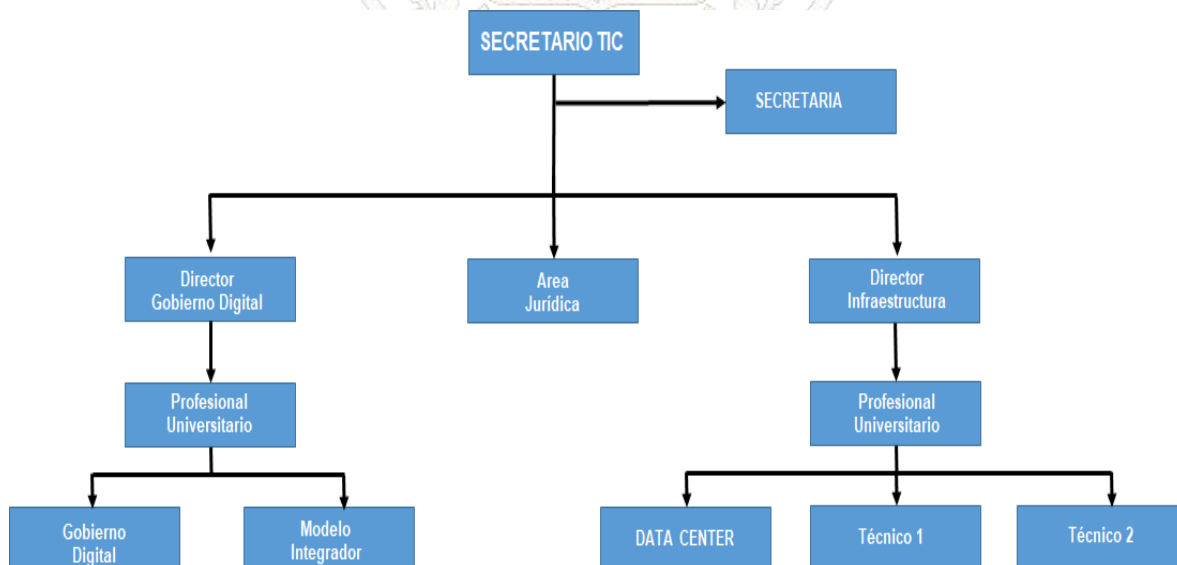 SECRETARIO TIC
SECRETARIA
Director
Gobierno Digital
Area
Jurídica
Director
Infraestructura
Profesional
Universitario
Profesional
Universitario
Gobierno
Digital
Modelo
Integrador
DATA CENTER
Técnico 1
Técnico 2